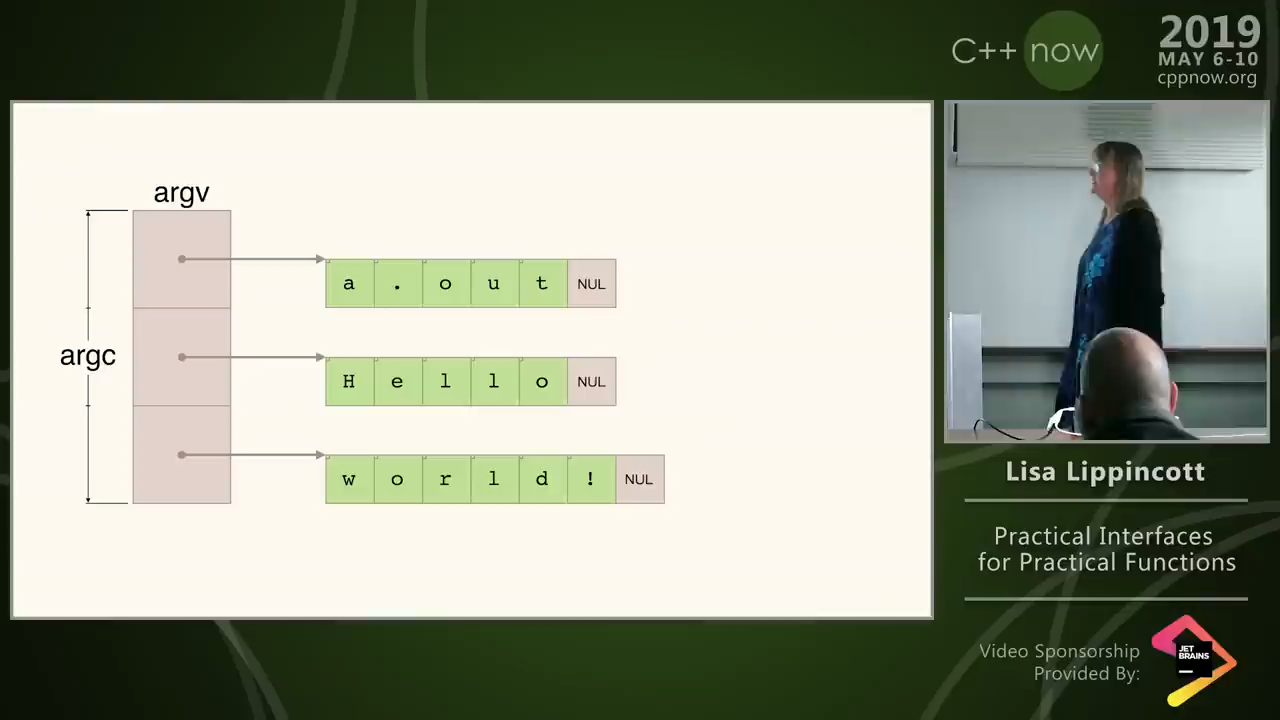 C++ now
2019
MAY 6-10
cppnow.org
argv
argc
a . o u t NUL
H e l l o NUL
w o r l d ! NUL
Lisa Lippincott
Practical Interfaces
for Practical Functions
Video Sponsorship
Provided By:
JET
BRAINS